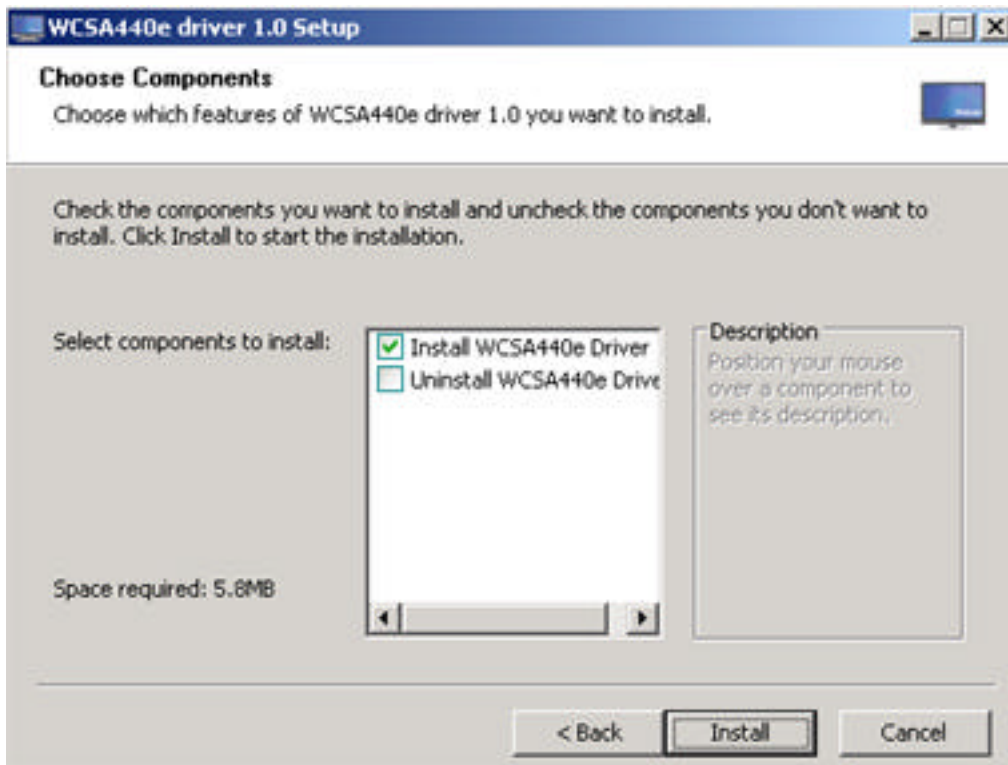 WCSA440e driver 1.0 Setup
Choose Components
Choose which features of WCSA440e driver 1.0 you want to install.
Check the components you want to install and uncheck the components you don't want to
install. Click Install to start the installation.
Select components to install:
Install WCSA440e Driver
Uninstall WCSA440e Drive
Description
Position your mouse
over a component to
see its description.
Space required: 5.8MB
< Back
Install
Cancel